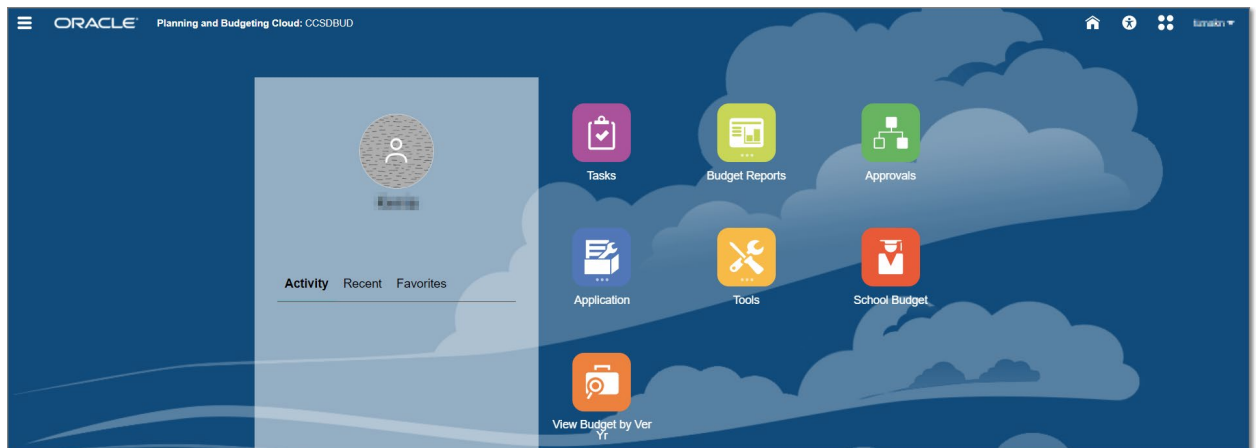 ORACLE Planning and Budgeting Cloud: CCSDBUD
Tasks
Budget Reports
Approvals
Activity Recent Favorites
Application
Tools
School Budget
View Budget by Ver
Yr